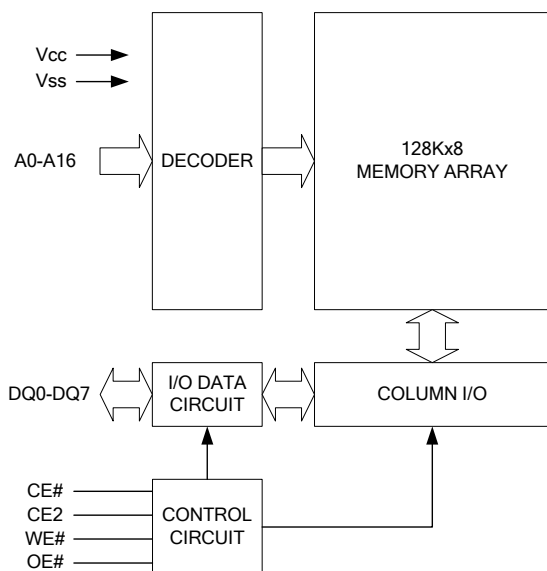 Vcc
Vss
A0-A16
DECODER
128Kx8
MEMORY ARRAY
DQ0-DQ7
I/O DATA
CIRCUIT
COLUMN I/O
CE#
CE2
WE#
OE#
CONTROL
CIRCUIT